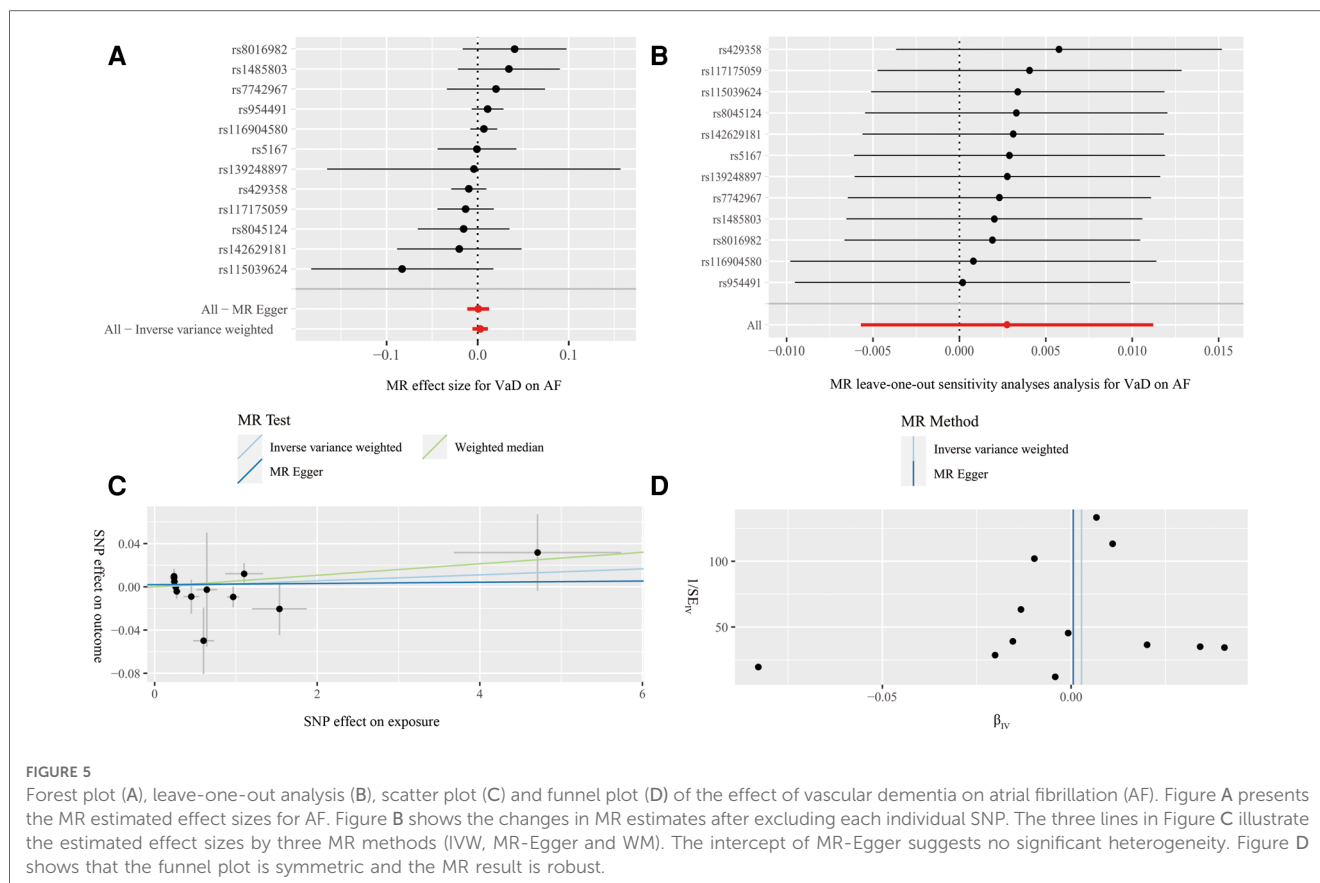 A
rs8016982
rs1485803
rs7742967
rs954491
rs116904580
rs5167
rs139248897
rs429358
rs117175059
rs8045124
rs142629181
rs115039624
All − MR Egger
All − Inverse variance weighted
−0.1
0.0
0.1
MR effect size for VaD on AF
B
rs429358
rs117175059
rs115039624
rs8045124
rs142629181
rs5167
rs139248897
rs7742967
rs1485803
rs8016982
rs116904580
rs954491
All
−0.010
−0.005
0.000
0.005
0.010
0.015
MR leave-one-out sensitivity analyses analysis for VaD on AF
MR Test
Inverse variance weighted
Weighted median
MR Egger
C
SNP effect on outcome
0.04
0.00
−0.04
−0.08
0
2
4
6
SNP effect on exposure
MR Method
Inverse variance weighted
MR Egger
D
1/SE_IV
100
50
−0.05
0.00
β_IV
FIGURE 5
Forest plot (A), leave-one-out analysis (B), scatter plot (C) and funnel plot (D) of the effect of vascular dementia on atrial fibrillation (AF). Figure A presents
the MR estimated effect sizes for AF. Figure B shows the changes in MR estimates after excluding each individual SNP. The three lines in Figure C illustrate
the estimated effect sizes by three MR methods (IVW, MR-Egger and WM). The intercept of MR-Egger suggests no significant heterogeneity. Figure D
shows that the funnel plot is symmetric and the MR result is robust.